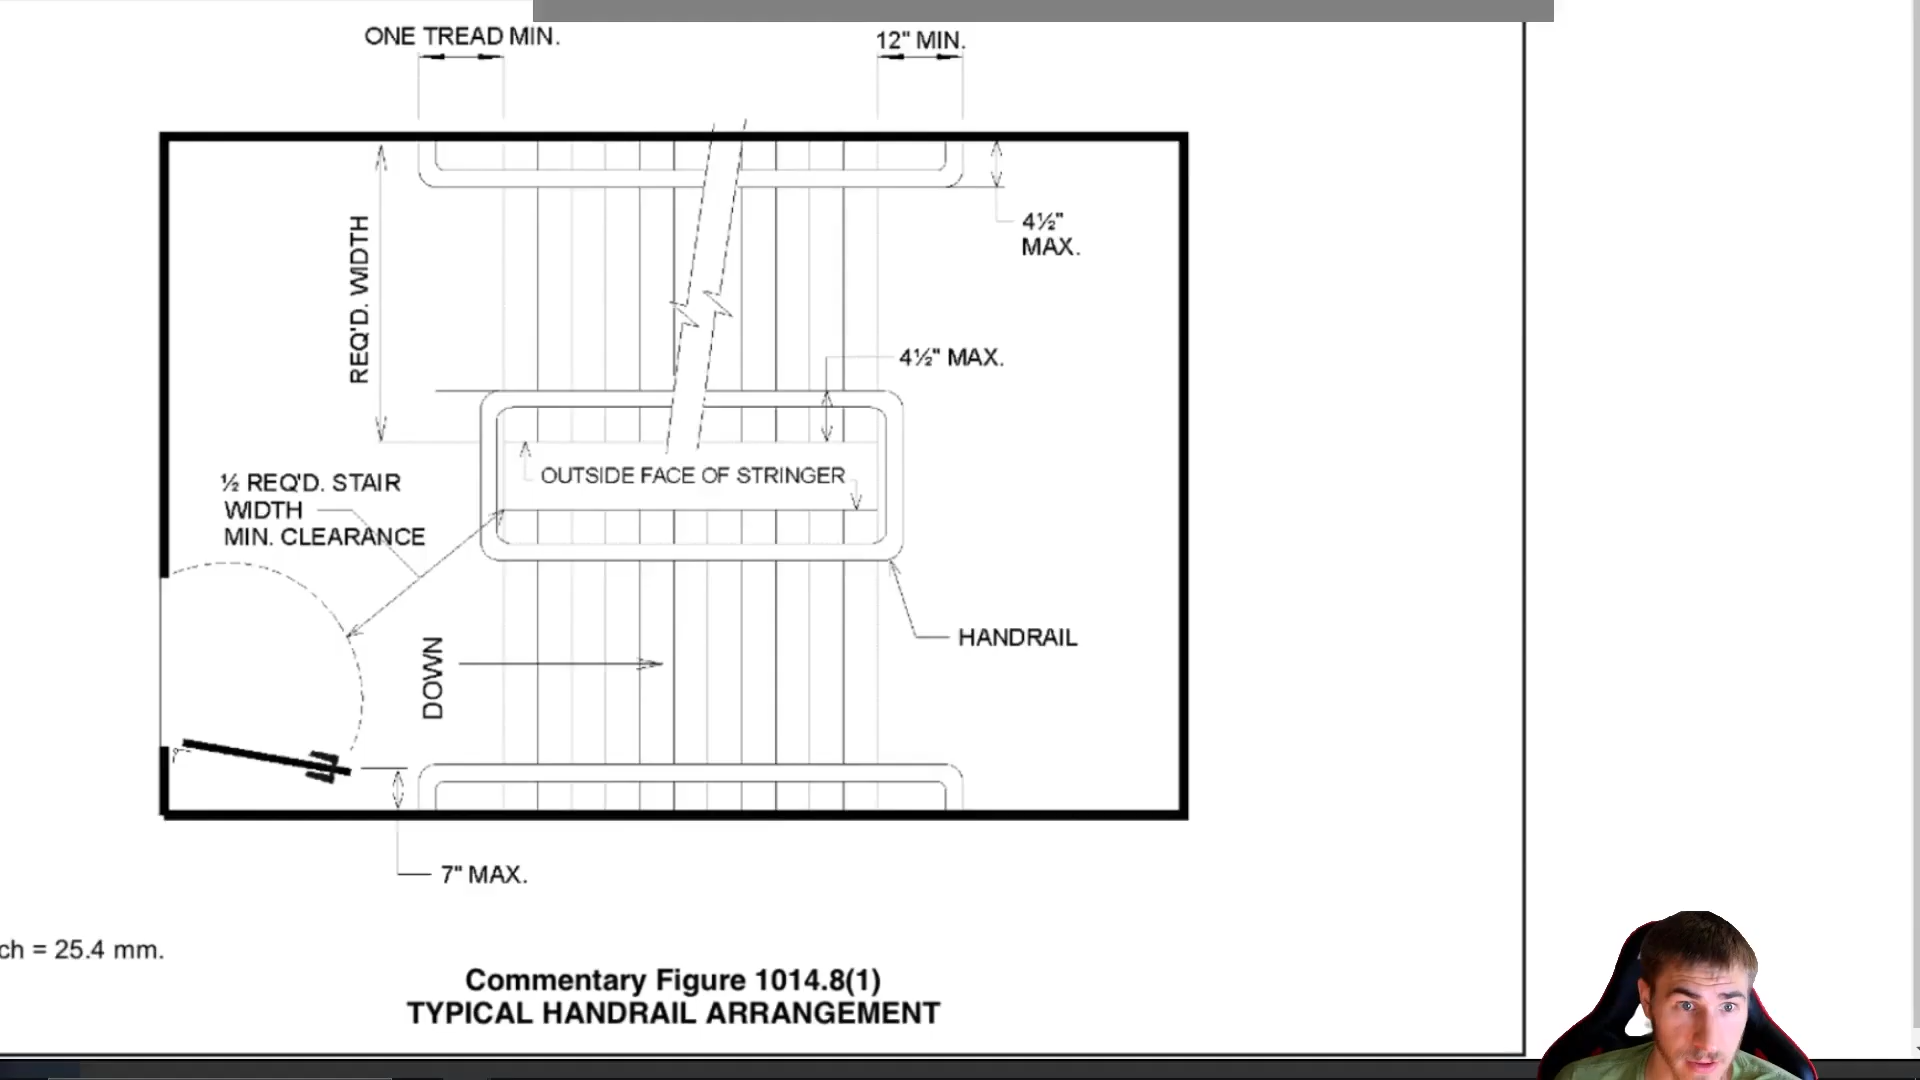 ONE TREAD MIN.
12" MIN.
4½"
MAX.
REQ'D. WIDTH
4½" MAX.
OUTSIDE FACE OF STRINGER
½ REQ'D. STAIR
WIDTH
MIN. CLEARANCE
HANDRAIL
DOWN
7" MAX.
ch = 25.4 mm.
Commentary Figure 1014.8(1)
TYPICAL HANDRAIL ARRANGEMENT